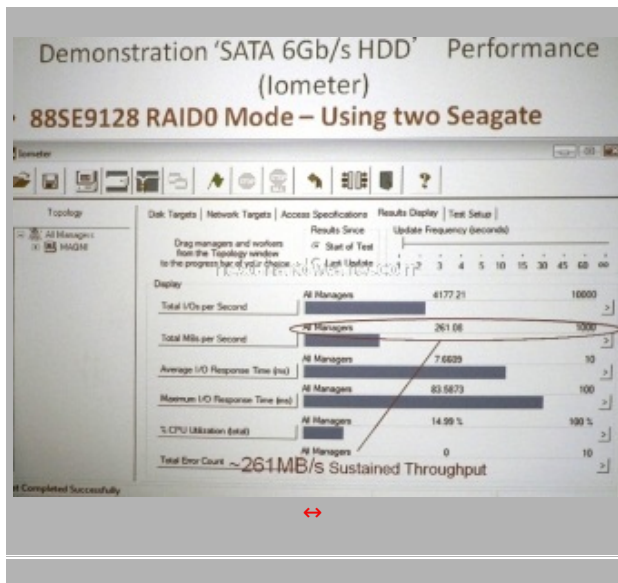 Demonstration ‘SATA 6Gb/s HDD’ Performance
(Iometer)
• 88SE9128 RAID0 Mode – Using two Seagate
Iometer
Topology
All Managers
MAGNI
Disk Targets | Network Targets | Access Specifications | Results Display | Test Setup
Drag managers and workers
from the Topology window
to the progress bar of your choice
Results Since
Start of Test
Last Update
Update Frequency (seconds)
1 2 3 4 5 10 15 30 45 60 ∞
Display
All Managers 4177.21 10000
Total I/Os per Second
All Managers 261.08 1000
Total MBs per Second
All Managers 7.6609 10
Average I/O Response Time (ms)
All Managers 83.5873 100
Maximum I/O Response Time (ms)
All Managers 14.99 % 100 %
% CPU Utilization (total)
All Managers 0 10
Total Error Count
~261MB/s Sustained Throughput
Completed Successfully